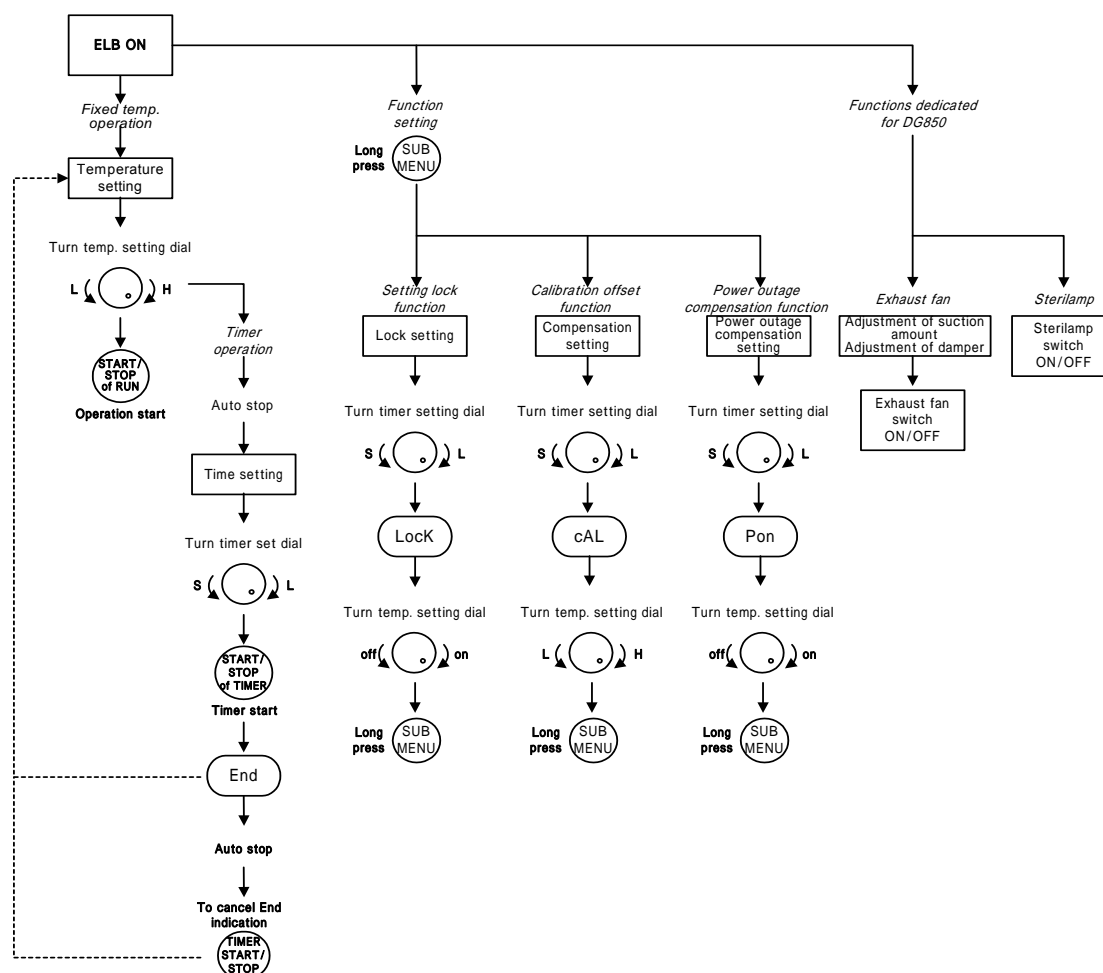 ELB ON
Fixed temp.
operation
Temperature
setting
Turn temp. setting dial
L
H
START/
STOP
of RUN
Operation start
Timer
operation
Auto stop
Time setting
Turn timer set dial
S
L
START/
STOP
of TIMER
Timer start
End
Auto stop
To cancel End
indication
TIMER
START/
STOP
Function
setting
Long
press
SUB
MENU
Setting lock
function
Lock setting
Turn timer setting dial
S
L
LocK
Turn temp. setting dial
off
on
Long
press
SUB
MENU
Calibration offset
function
Compensation
setting
Turn timer setting dial
S
L
cAL
Turn temp. setting dial
L
H
Long
press
SUB
MENU
Power outage
compensation function
Power outage
compensation
setting
Turn timer setting dial
S
L
Pon
Turn temp. setting dial
off
on
Long
press
SUB
MENU
Functions dedicated
for DG850
Exhaust fan
Adjustment of suction
amount
Adjustment of damper
Exhaust fan
switch
ON/OFF
Sterilamp
Sterilamp
switch
ON/OFF